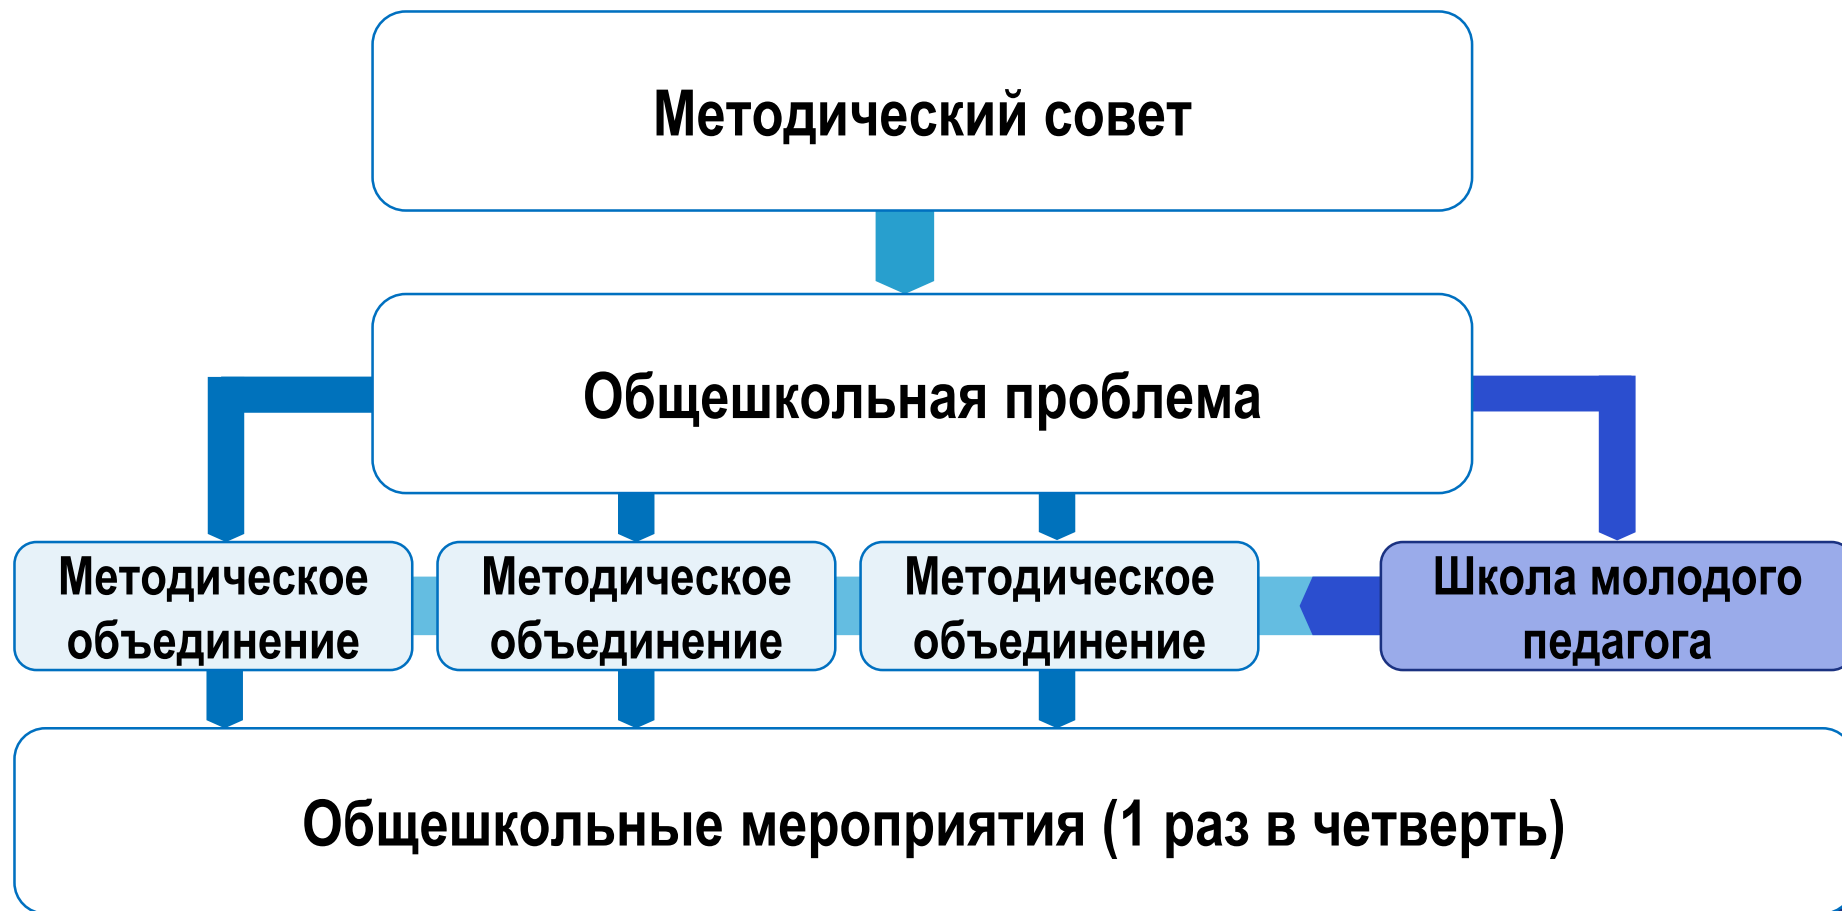 Методический совет
Общешкольная проблема
Методическое
объединение
Методическое
объединение
Методическое
объединение
Школа молодого
педагога
Общешкольные мероприятия (1 раз в четверть)